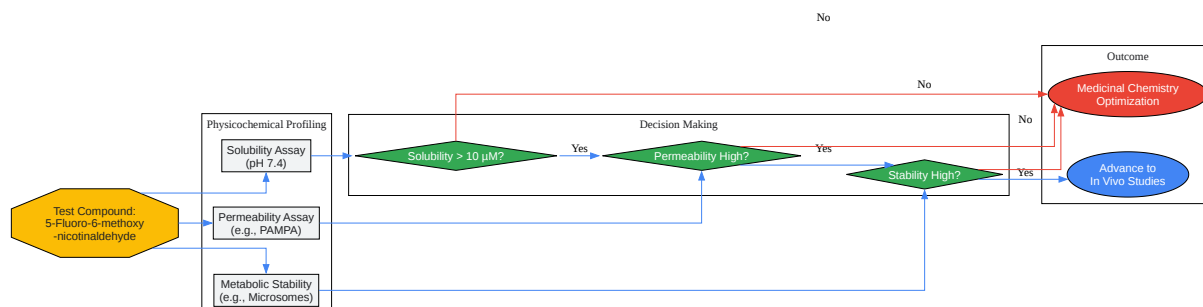 No
Outcome
No
Medicinal Chemistry
Optimization
Physicochemical Profiling
Decision Making
No
Solubility Assay
(pH 7.4)
Solubility > 10 µM?
Yes
Permeability High?
Yes
Stability High?
Yes
Advance to
In Vivo Studies
Test Compound:
5-Fluoro-6-methoxy
-nicotinaldehyde
Permeability Assay
(e.g., PAMPA)
Metabolic Stability
(e.g., Microsomes)